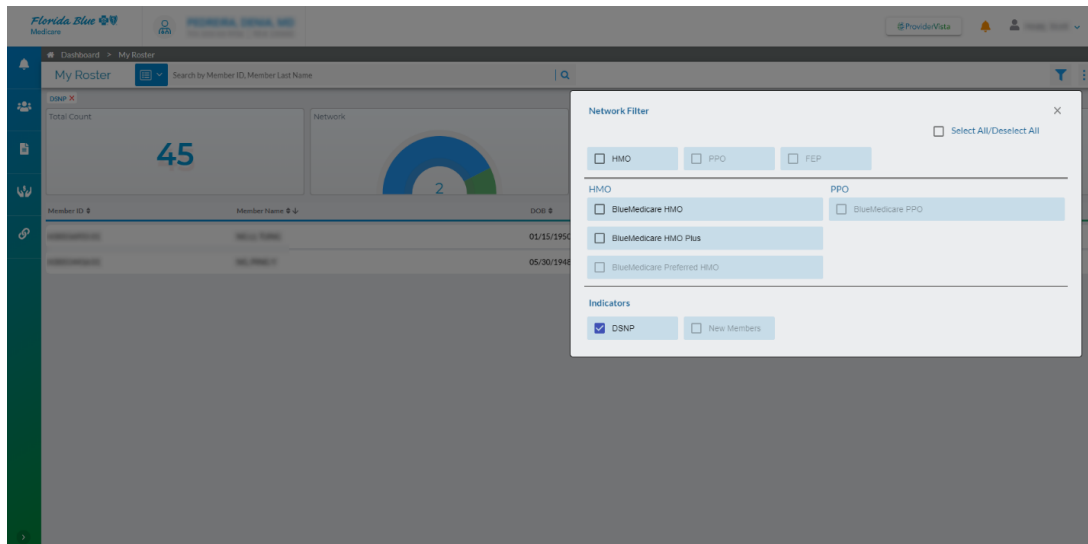 Florida Blue
Medicare
@ProviderVista
Dashboard > My Roster
My Roster
Search by Member ID, Member Last Name
DSNP X
Total Count
45
Network
2
Member ID
Member Name
DOB
01/15/1950
05/30/1948
Network Filter
Select All/Deselect All
HMO
PPO
FEP
HMO
PPO
BlueMedicare HMO
BlueMedicare PPO
BlueMedicare HMO Plus
BlueMedicare Preferred HMO
Indicators
DSNP
New Members